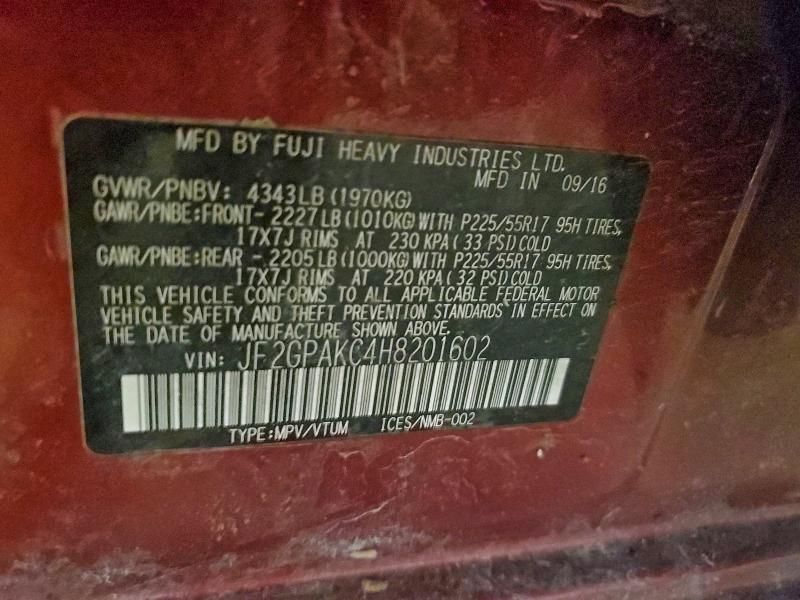 MFD BY FUJI HEAVY INDUSTRIES LTD.
MFD IN 09/16
GVWR/PNBV: 4343LB(1970KG)
GAWR/PNBE:FRONT-2227LB(1010KG)WITH P225/55R17 95H TIRES,
17X7J RIMS AT 230 KPA(33 PSI)COLD
GAWR/PNBE:REAR -2205LB(1000KG)WITH P225/55R17 95H TIRES,
17X7J RIMS AT 220 KPA(32 PSI)COLD
THIS VEHICLE CONFORMS TO ALL APPLICABLE FEDERAL MOTOR
VEHICLE SAFETY AND THEFT PREVENTION STANDARDS IN EFFECT ON
THE DATE OF MANUFACTURE SHOWN ABOVE.
VIN: JF2GPAKC4H8201602
TYPE:MPV/VTUM ICES/NMB-002